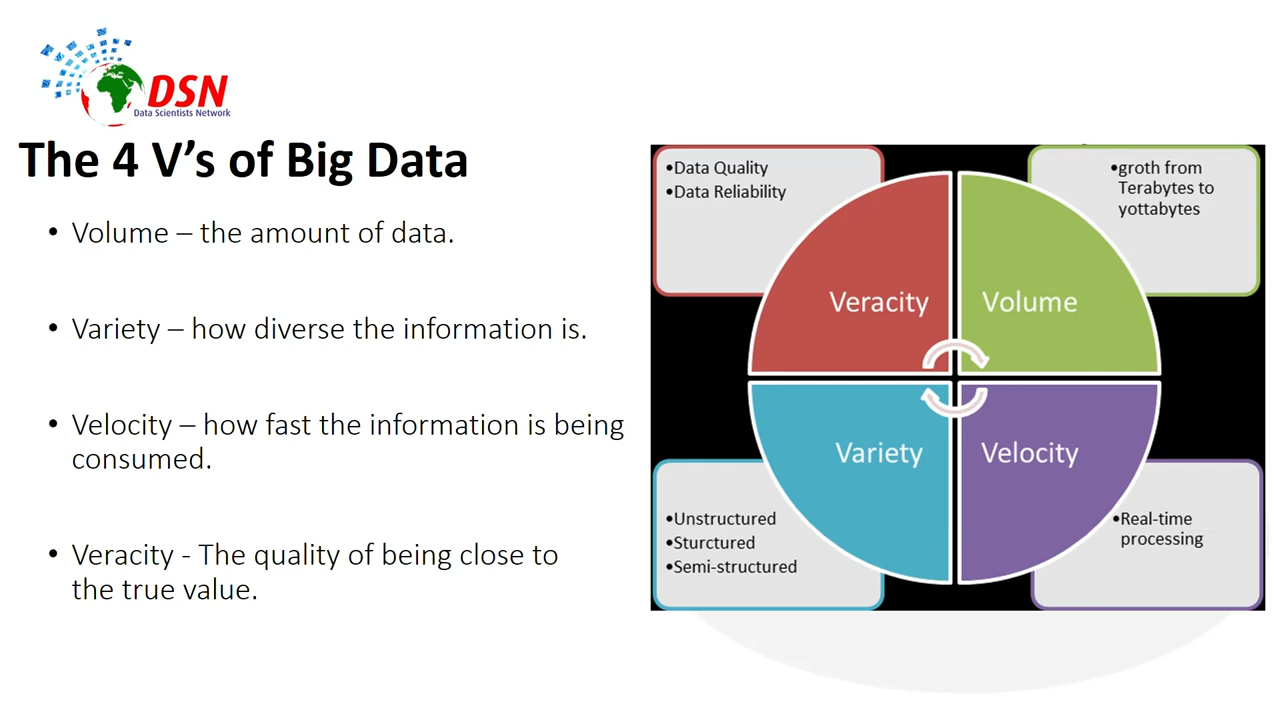 DSN
Data Scientists Network
The 4 V’s of Big Data
• Volume – the amount of data.
• Variety – how diverse the information is.
• Velocity – how fast the information is being
consumed.
• Veracity - The quality of being close to
the true value.
•Data Quality
•Data Reliability
•groth from
Terabytes to
yottabytes
Veracity
Volume
Variety
Velocity
•Unstructured
•Sturctured
•Semi-structured
•Real-time
processing